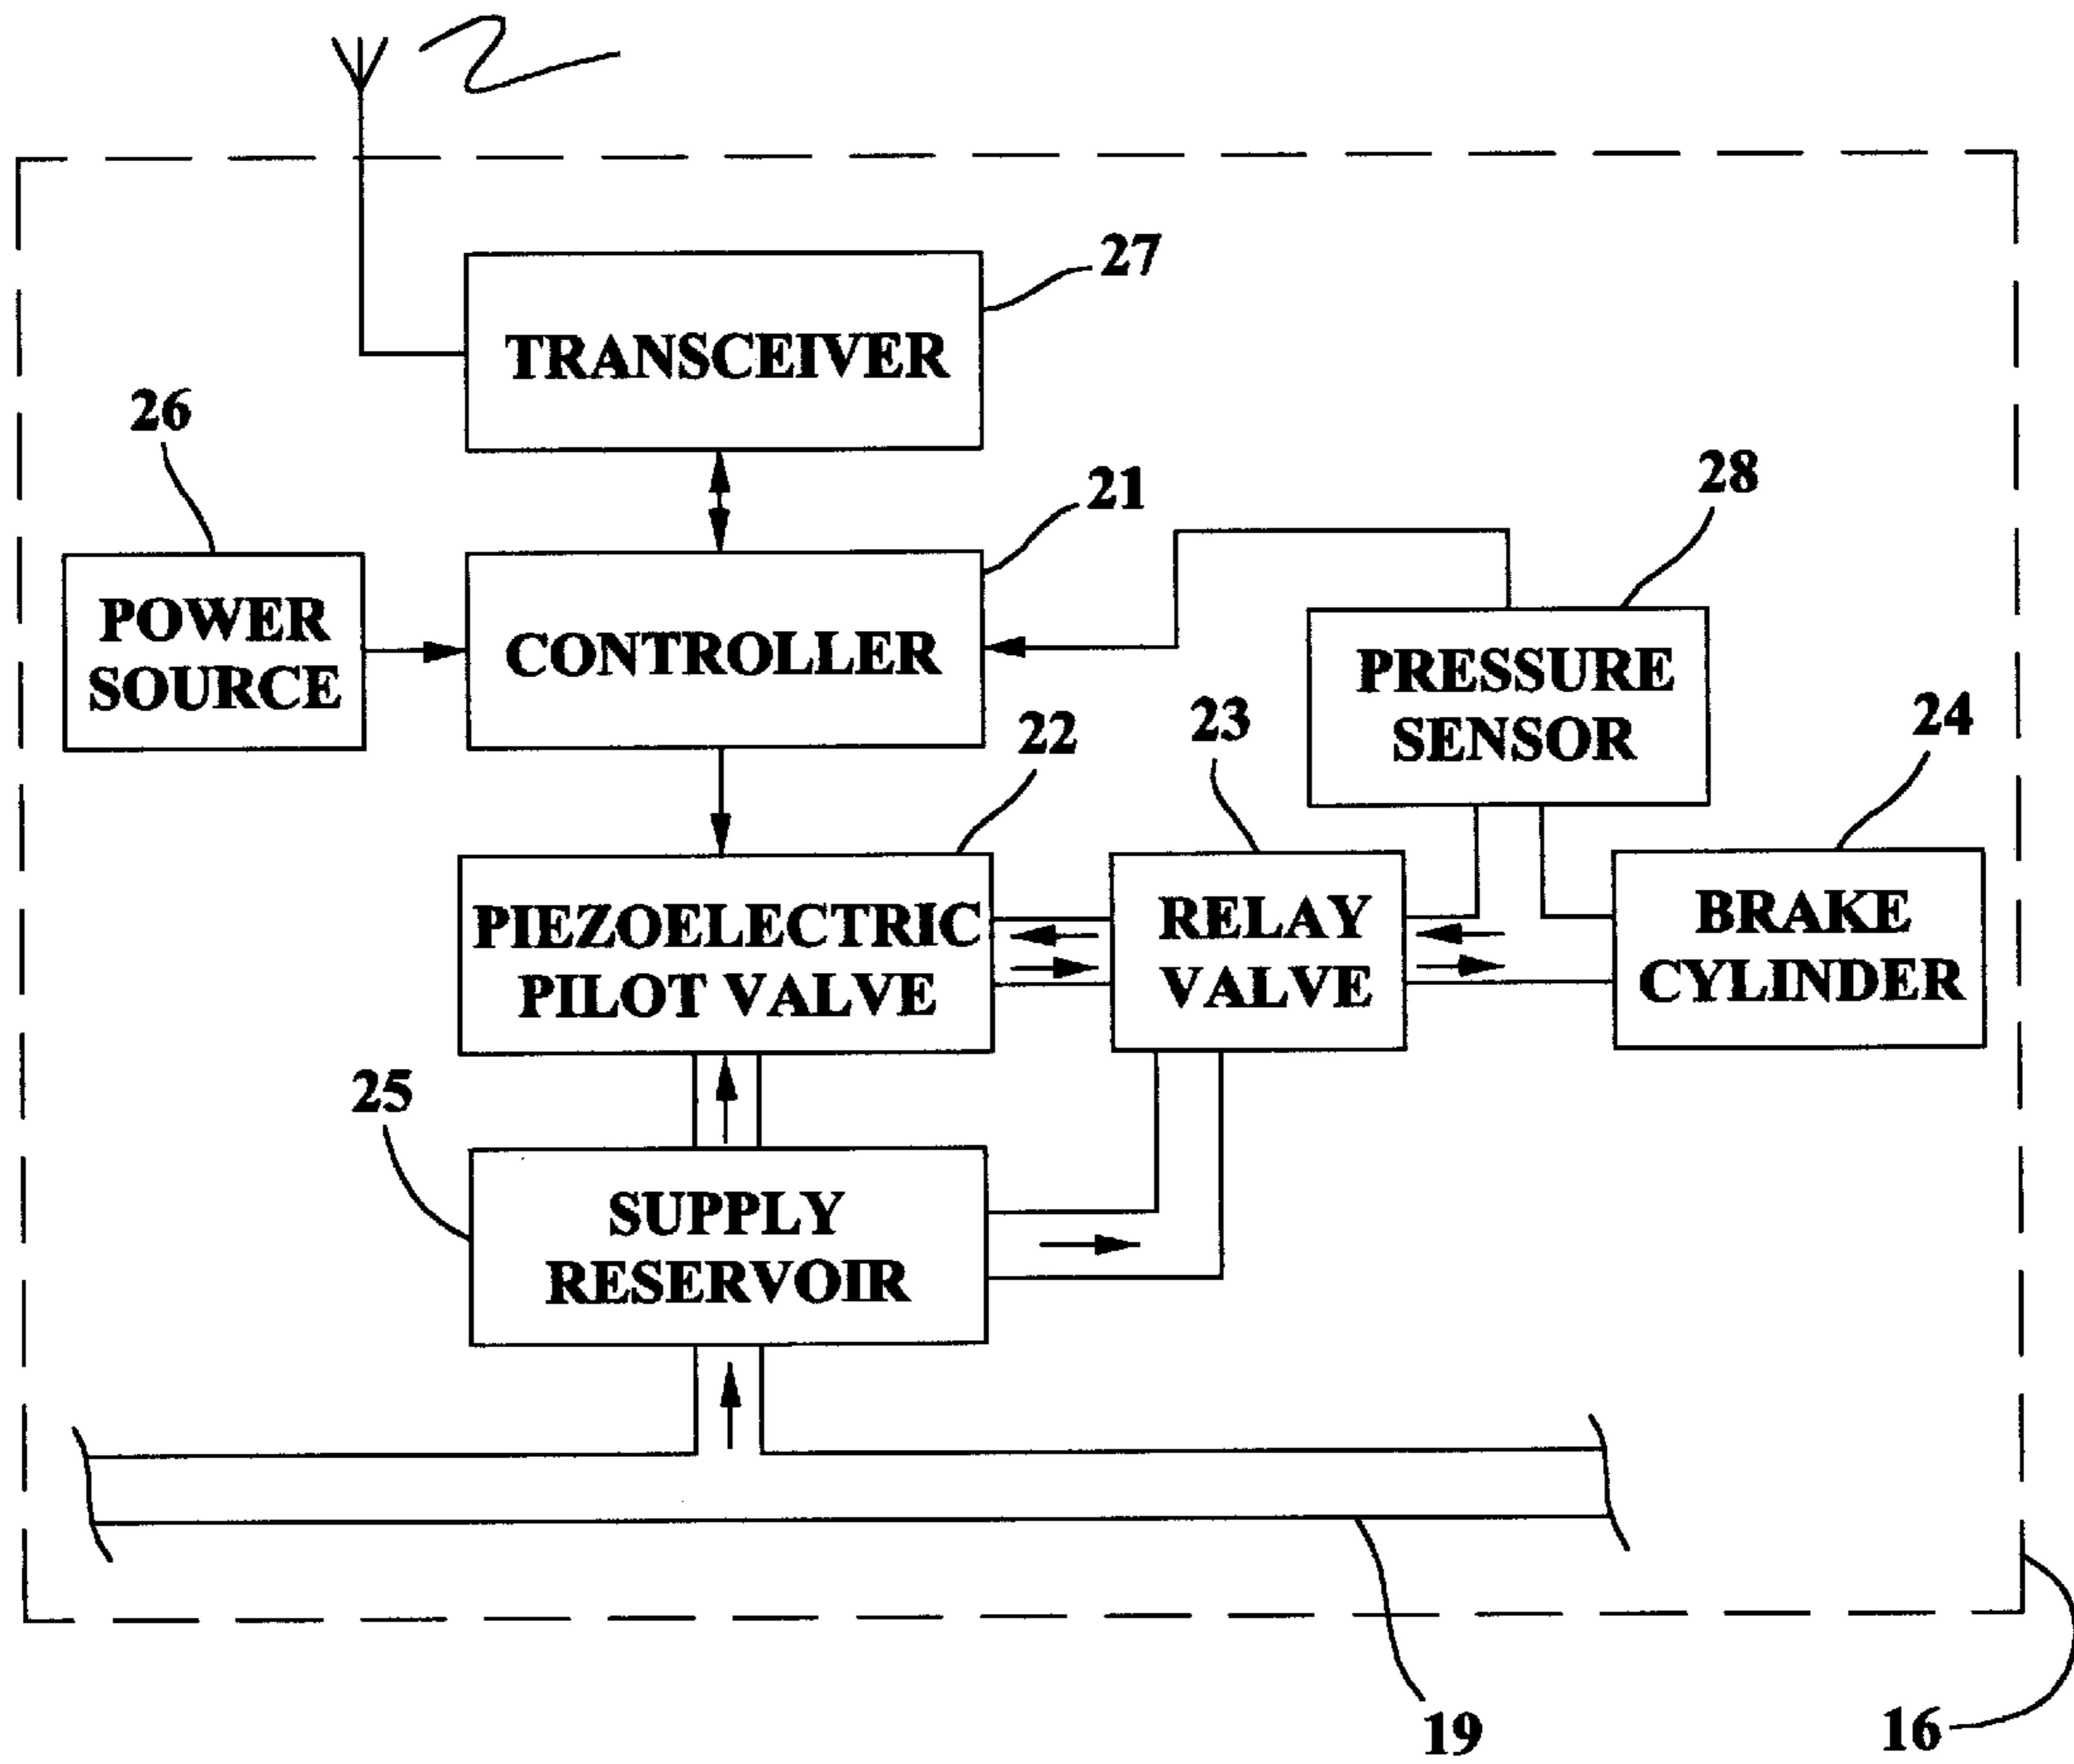 27
TRANSCEIVER
26
21
28
POWER
SOURCE
CONTROLLER
PRESSURE
SENSOR
22
23
24
PIEZOELECTRIC
PILOT VALVE
RELAY
VALVE
BRAKE
CYLINDER
25
SUPPLY
RESERVOIR
19
16